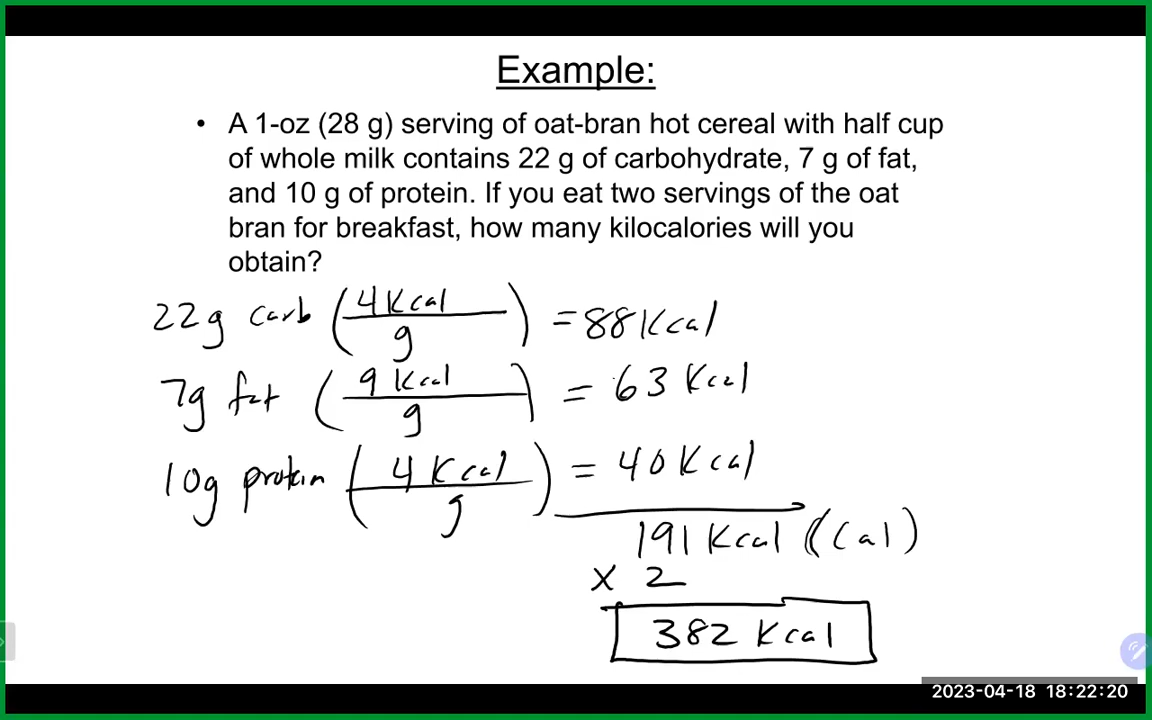 Example:
• A 1-oz (28 g) serving of oat-bran hot cereal with half cup
of whole milk contains 22 g of carbohydrate, 7 g of fat,
and 10 g of protein. If you eat two servings of the oat
bran for breakfast, how many kilocalories will you
obtain?
22g carb (4 Kcal / g) = 88 Kcal
7g fat (9 Kcal / g) = 63 Kcal
10g protein (4 Kcal / g) = 40 Kcal
191 Kcal (Cal)
x 2
382 Kcal
2023-04-18 18:22:20